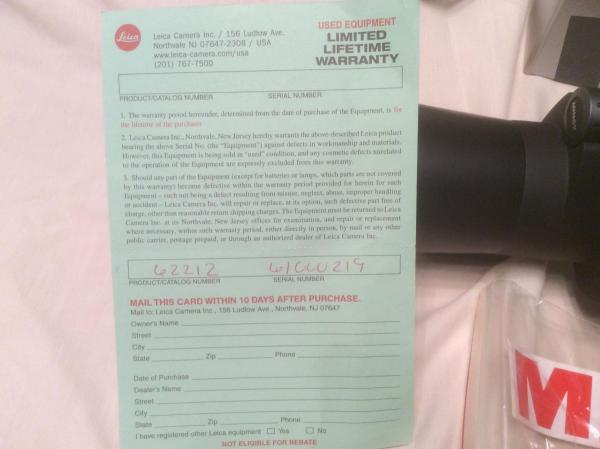 Leica
Leica Camera Inc. / 156 Ludlow Ave.
Northvale NJ 07647-2308 / USA
www.leica-camera.com/usa
(201) 767-7500
USED EQUIPMENT
LIMITED
LIFETIME
WARRANTY
PRODUCT/CATALOG NUMBER SERIAL NUMBER
1. The warranty period hereunder, determined from the date of purchase of the Equipment, is for
the lifetime of the purchaser.
2. Leica Camera Inc., Northvale, New Jersey hereby warrants the above-described Leica product
bearing the above Serial No. (the "Equipment") against defects in workmanship and materials.
However, this Equipment is being sold in "used" condition, and any cosmetic defects unrelated
to the operation of the Equipment are expressly excluded from this warranty.
3. Should any part of the Equipment (except for batteries or lamps, which parts are not covered
by this warranty) become defective within the warranty period provided for herein for such
Equipment – such not being a defect resulting from misuse, neglect, abuse, improper handling
or accident – Leica Camera Inc. will repair or replace, at its option, such defective part free of
charge, other than reasonable return shipping charges. The Equipment must be returned to Leica
Camera Inc. at its Northvale, New Jersey offices for examination, and repair or replacement
where necessary, within such warranty period, either directly in person, by mail or any other
public carrier, postage prepaid, or through an authorized dealer of Leica Camera Inc.
62212
PRODUCT/CATALOG NUMBER SERIAL NUMBER
MAIL THIS CARD WITHIN 10 DAYS AFTER PURCHASE.
Mail to: Leica Camera Inc., 156 Ludlow Ave., Northvale, NJ 07647
Owner's Name
Street
City
State Zip Phone
Date of Purchase
Dealer's Name
Street
City
State Zip Phone
I have registered other Leica equipment Yes No
NOT ELIGIBLE FOR REBATE
M